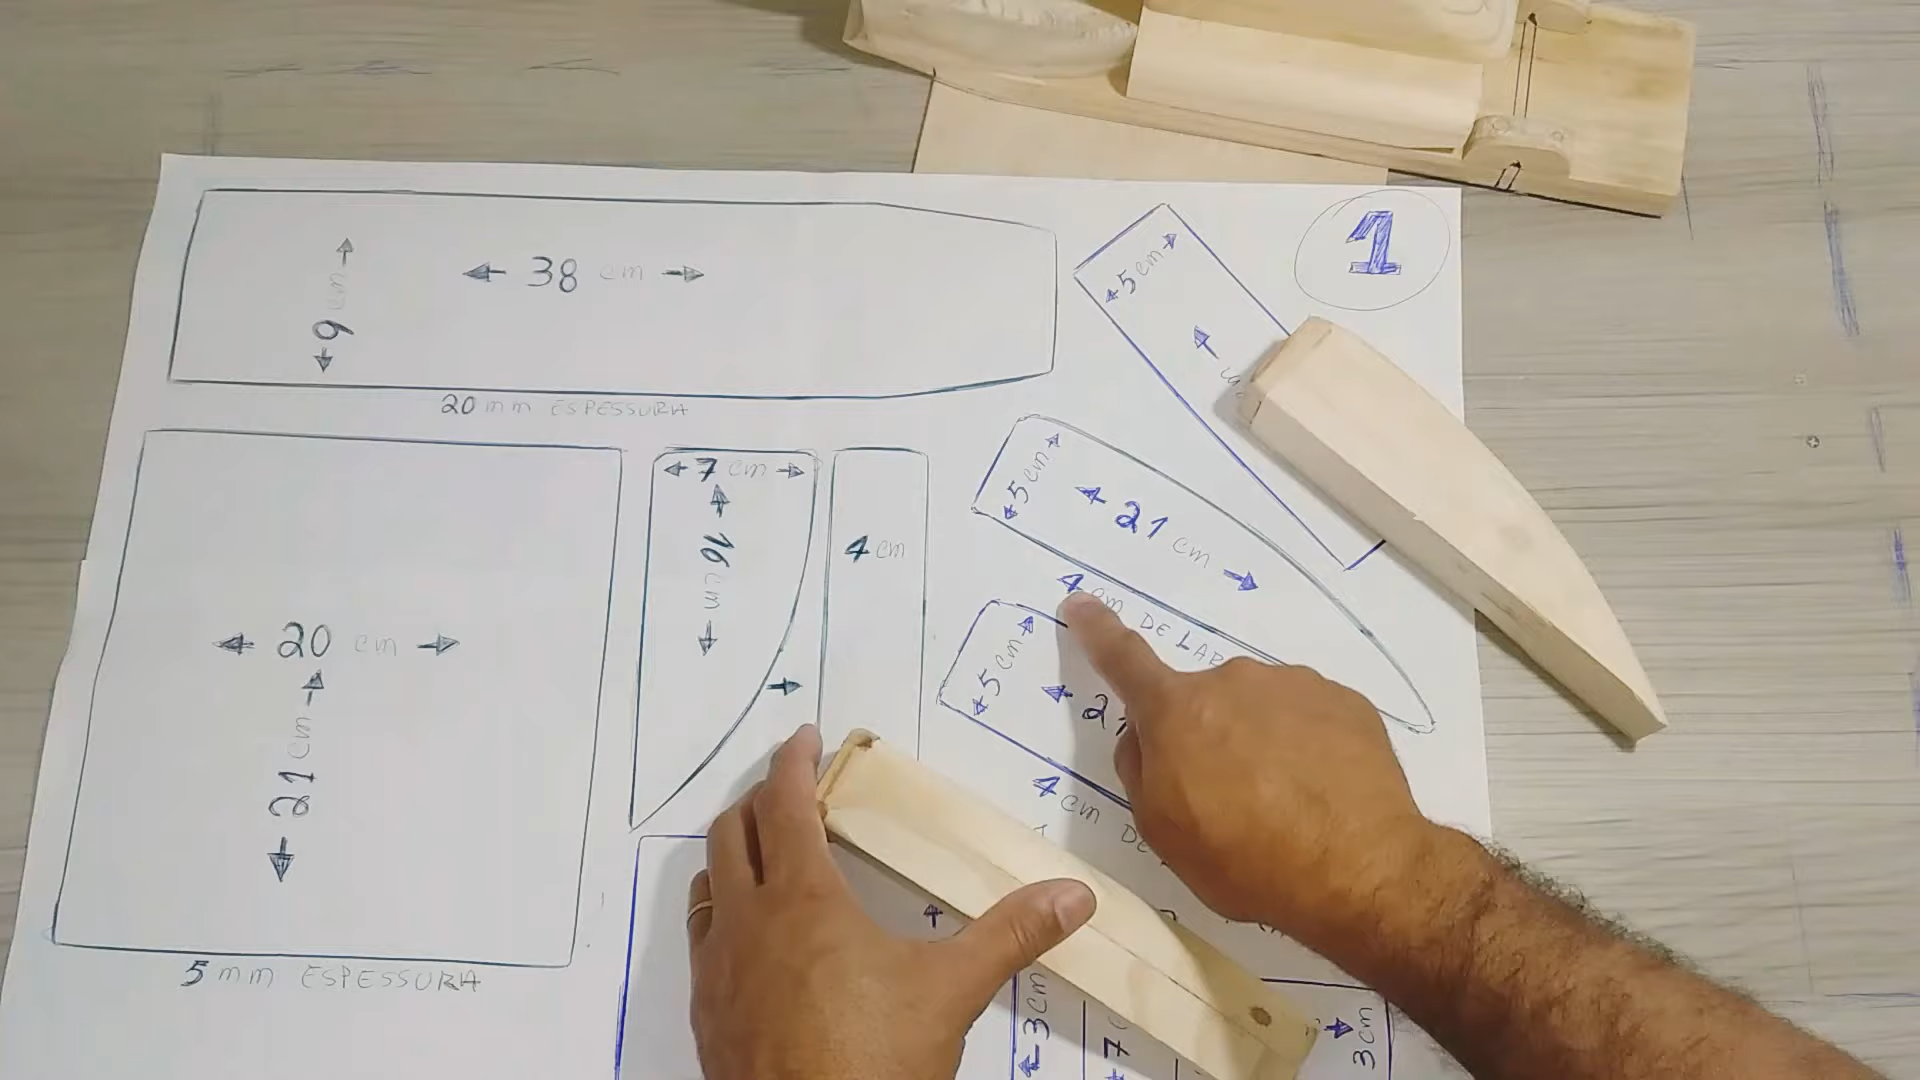 38 cm
9 cm
20 mm ESPESSURA
1
5 cm
20 cm
21 cm
5 mm ESPESSURA
7 cm
16 cm
4 cm
5 cm
21 cm
4 cm DE LAR
5 cm
21
4 cm DE
3 cm
7
3 cm